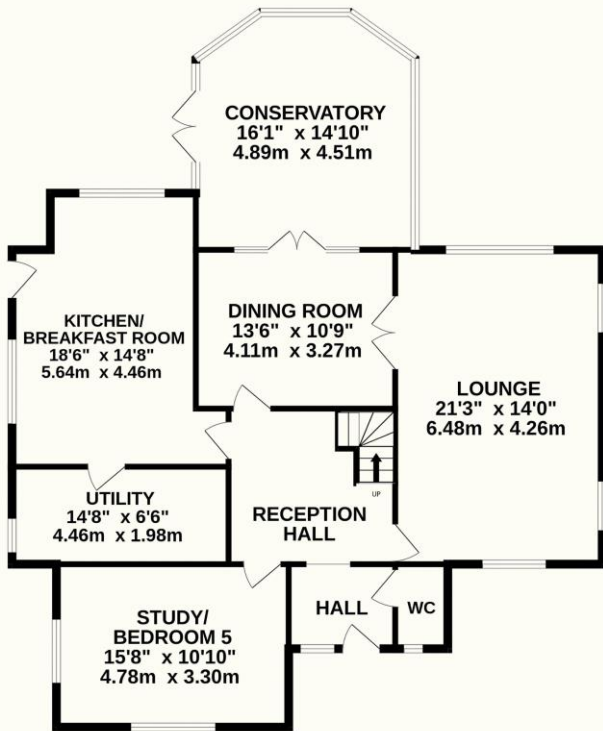 CONSERVATORY
16'1" x 14'10"
4.89m x 4.51m
KITCHEN/
BREAKFAST ROOM
18'6" x 14'8"
5.64m x 4.46m
DINING ROOM
13'6" x 10'9"
4.11m x 3.27m
LOUNGE
21'3" x 14'0"
6.48m x 4.26m
UP
UTILITY
14'8" x 6'6"
4.46m x 1.98m
RECEPTION
HALL
STUDY/
BEDROOM 5
15'8" x 10'10"
4.78m x 3.30m
HALL
WC